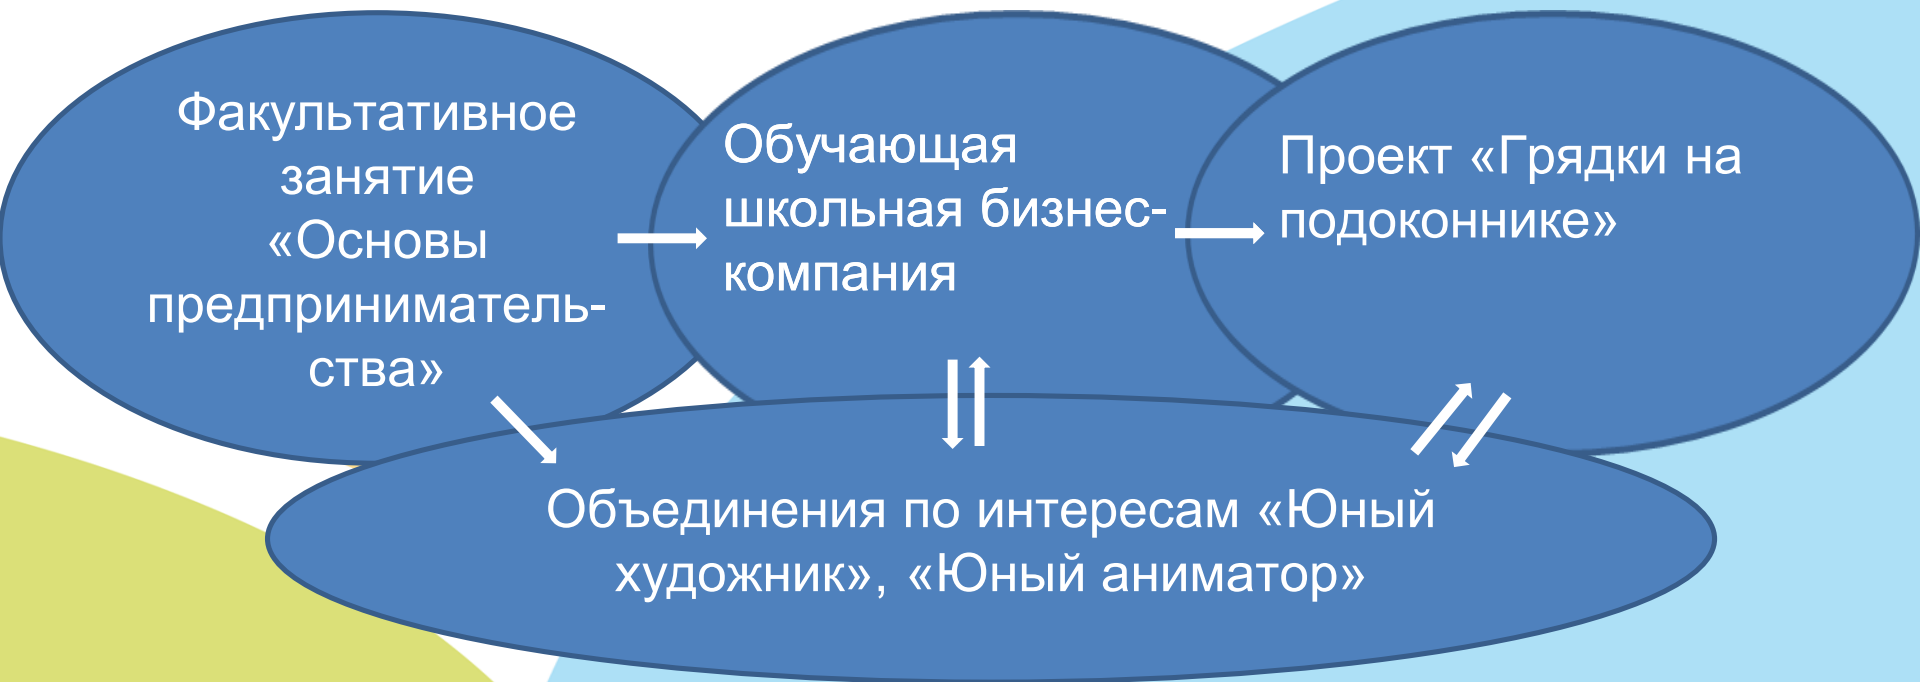 Факультативное
занятие
«Основы
предприниматель-
ства»
Обучающая
школьная бизнес-
компания
Проект «Грядки на
подоконнике»
Объединения по интересам «Юный
художник», «Юный аниматор»